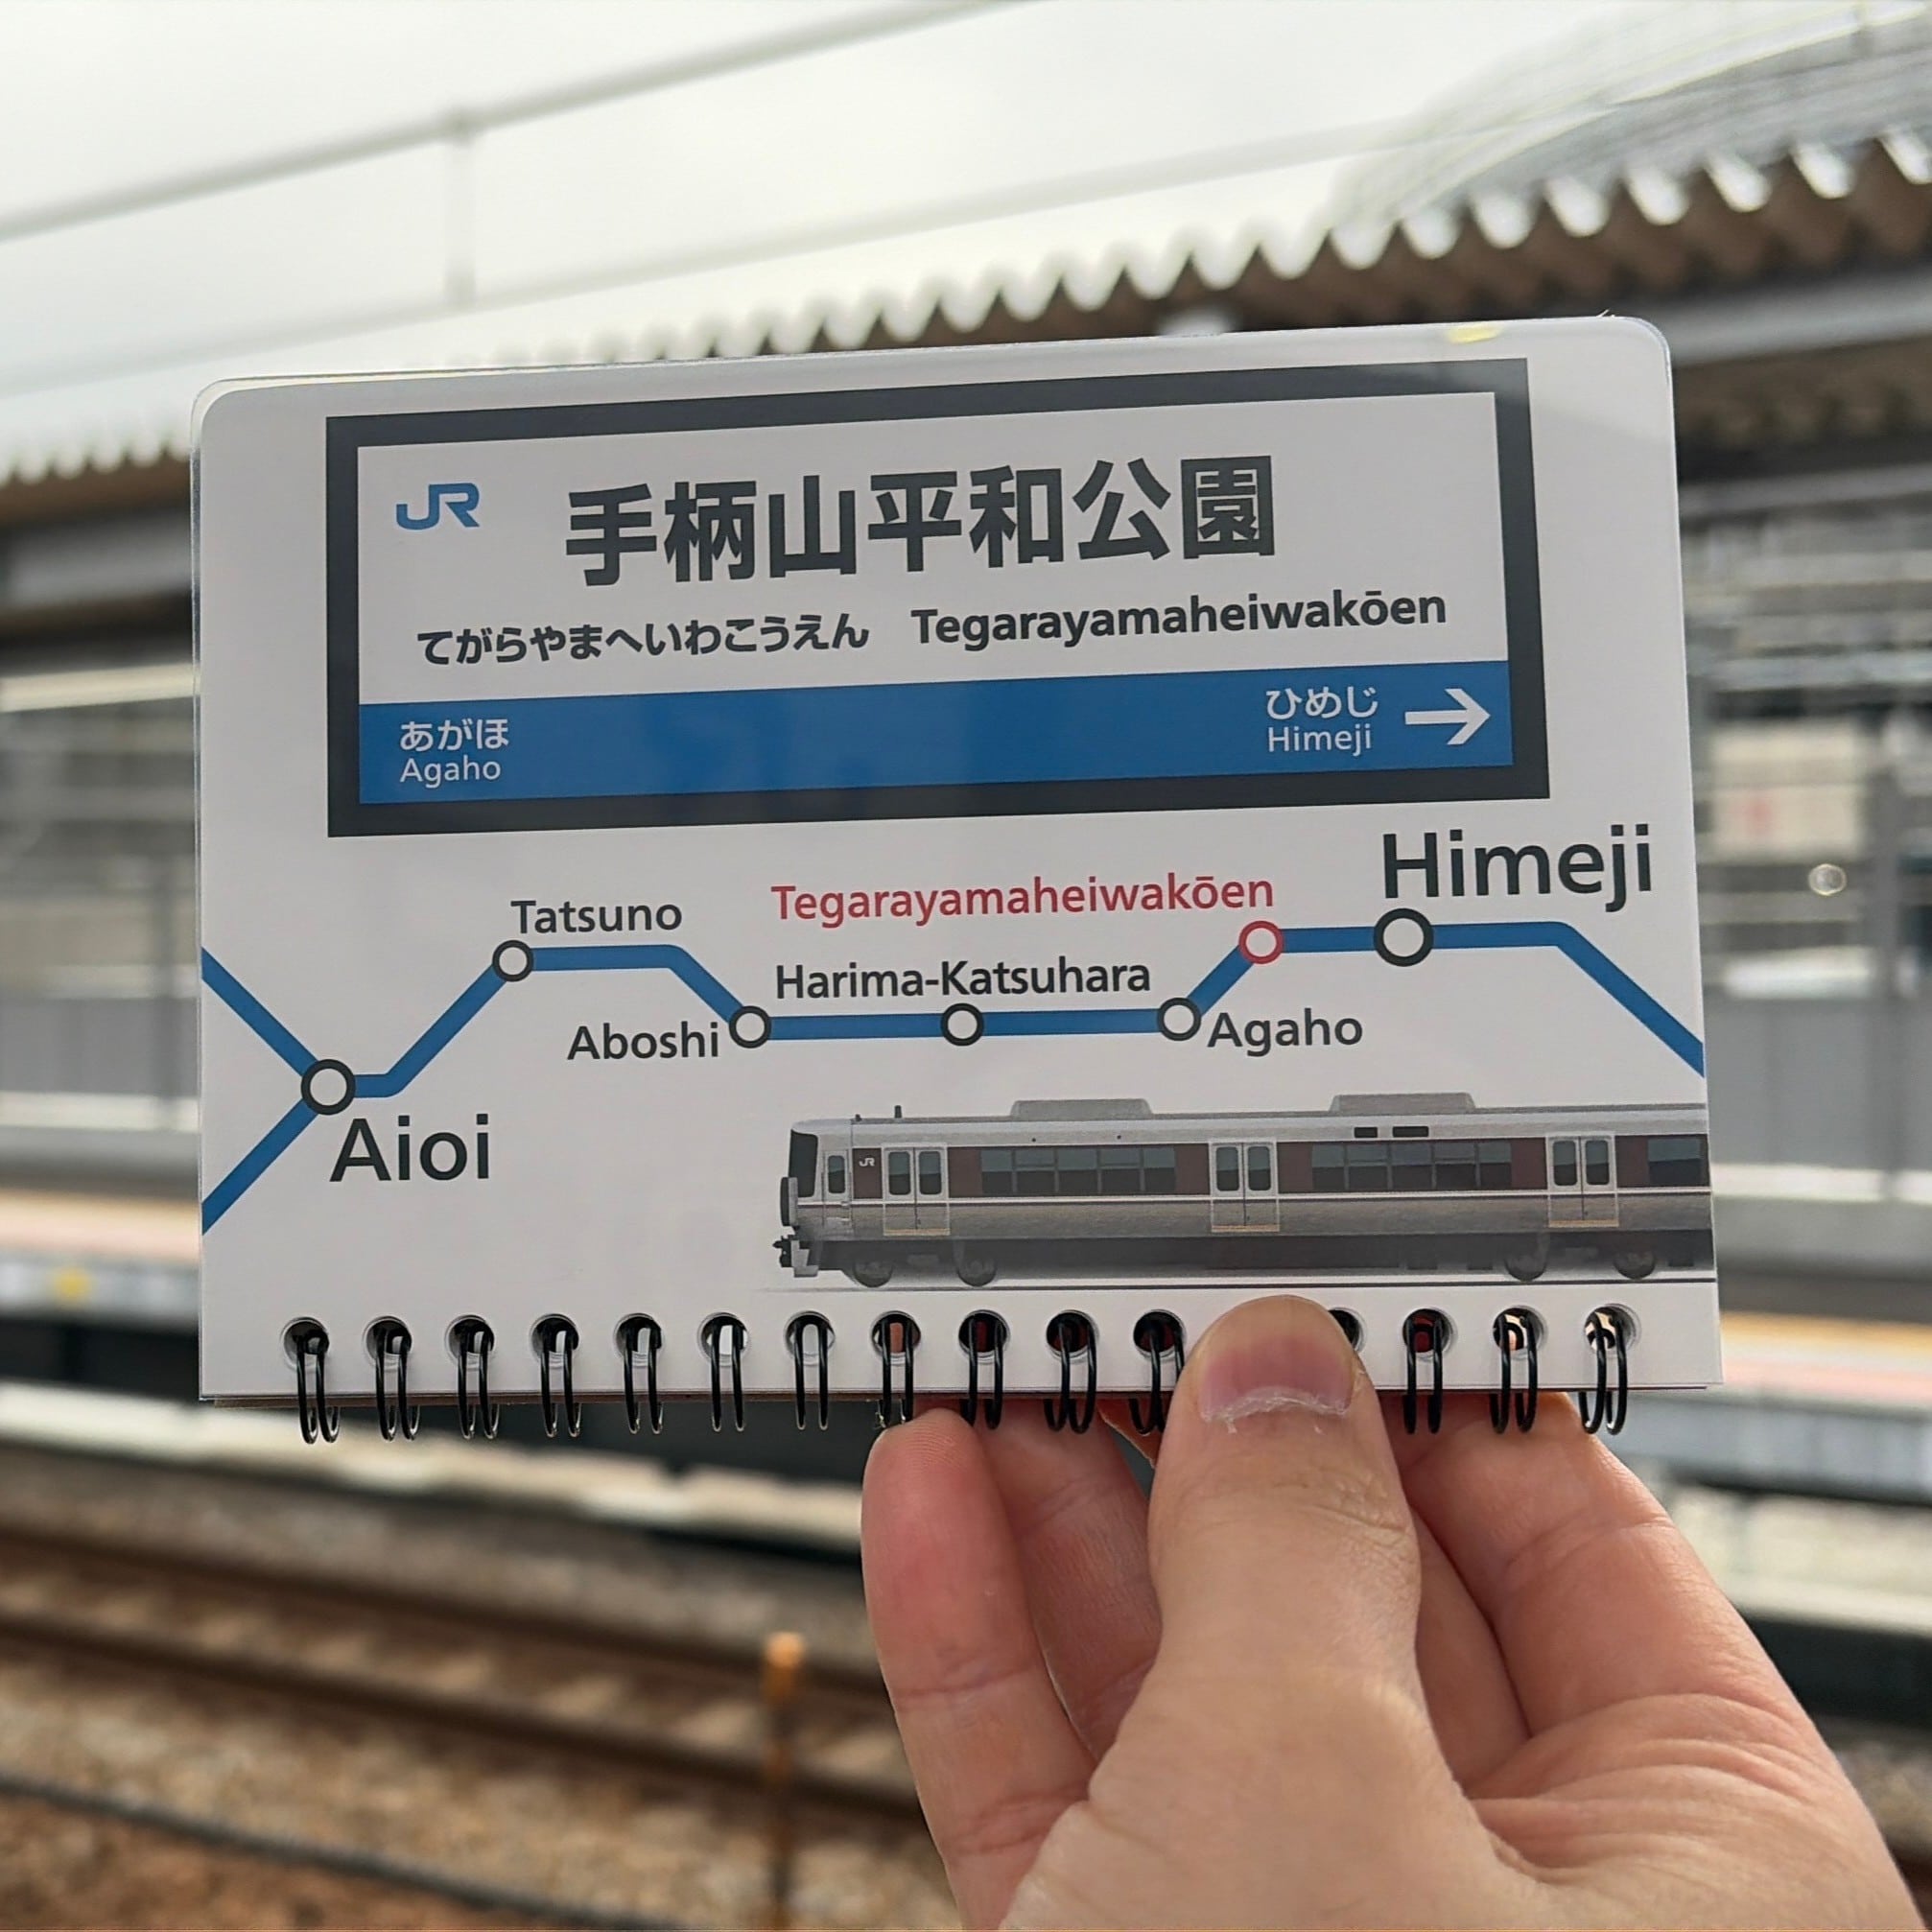 JR 手柄山平和公園
てがらやまへいわこうえん Tegarayamaheiwakōen
あがほ
Agaho
ひめじ →
Himeji
Himeji
Tegarayamaheiwakōen
Tatsuno
Harima-Katsuhara
Aboshi
Agaho
Aioi
JR